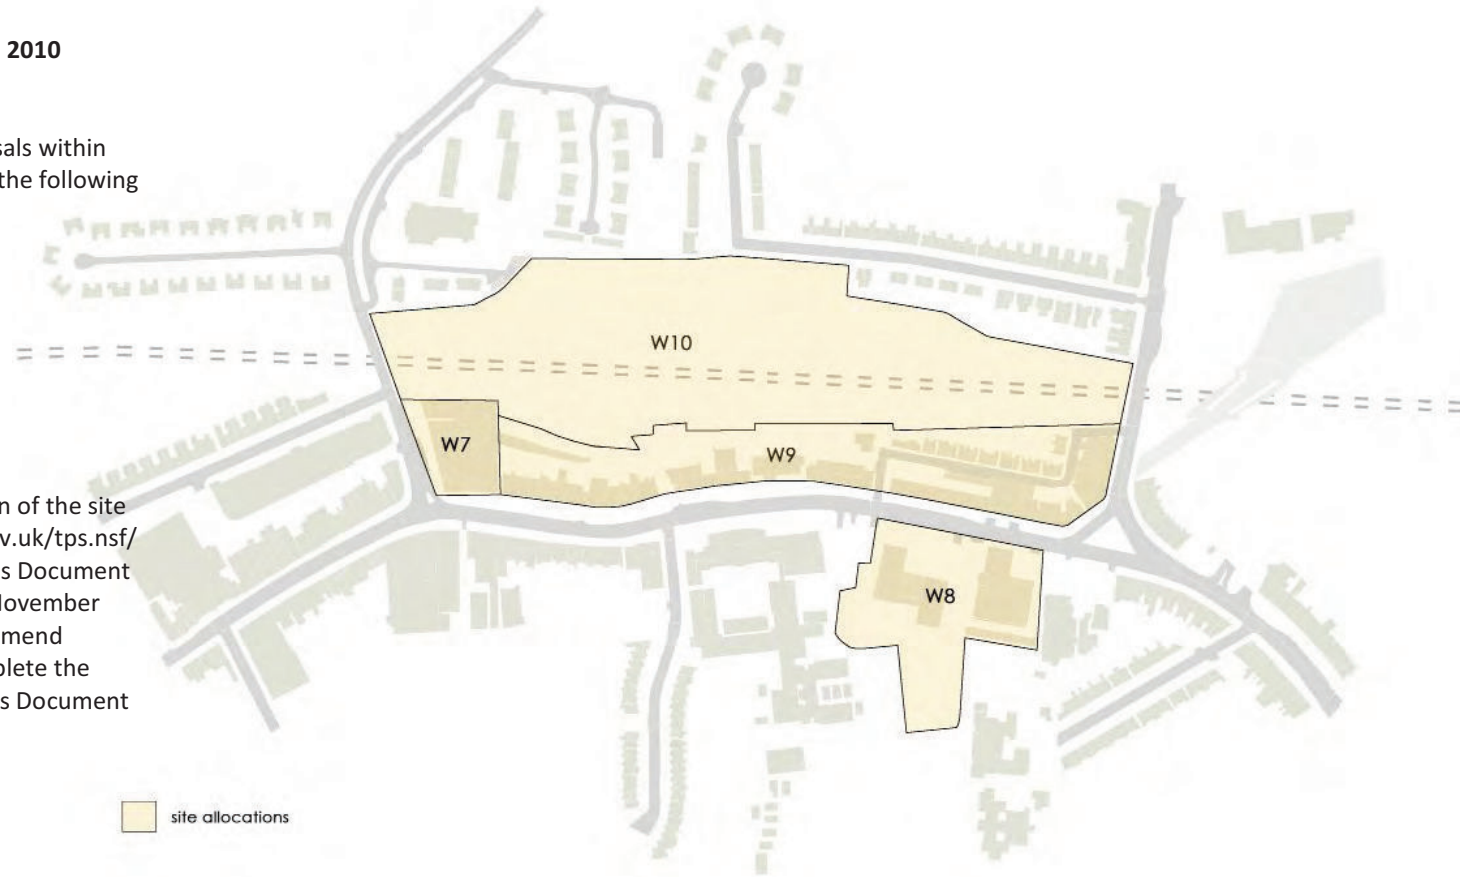 2010
sals within
the following
n of the site
v.uk/tps.nsf/
s Document
November
mend
plete the
s Document
W10
W7
W9
W8
site allocations